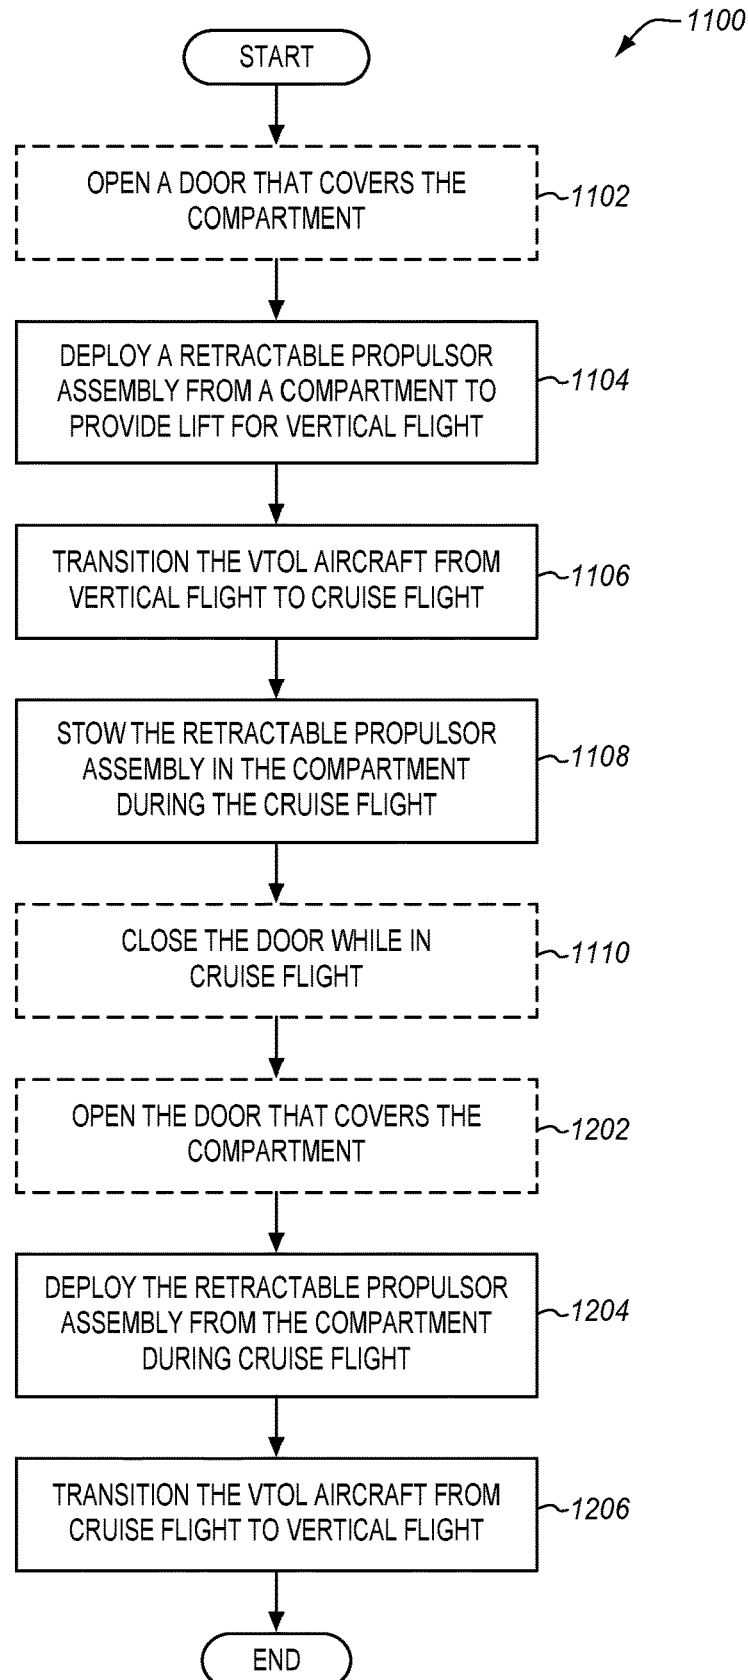 1100
START
OPEN A DOOR THAT COVERS THE
COMPARTMENT
1102
DEPLOY A RETRACTABLE PROPULSOR
ASSEMBLY FROM A COMPARTMENT TO
PROVIDE LIFT FOR VERTICAL FLIGHT
1104
TRANSITION THE VTOL AIRCRAFT FROM
VERTICAL FLIGHT TO CRUISE FLIGHT
1106
STOW THE RETRACTABLE PROPULSOR
ASSEMBLY IN THE COMPARTMENT
DURING THE CRUISE FLIGHT
1108
CLOSE THE DOOR WHILE IN
CRUISE FLIGHT
1110
OPEN THE DOOR THAT COVERS THE
COMPARTMENT
1202
DEPLOY THE RETRACTABLE PROPULSOR
ASSEMBLY FROM THE COMPARTMENT
DURING CRUISE FLIGHT
1204
TRANSITION THE VTOL AIRCRAFT FROM
CRUISE FLIGHT TO VERTICAL FLIGHT
1206
END